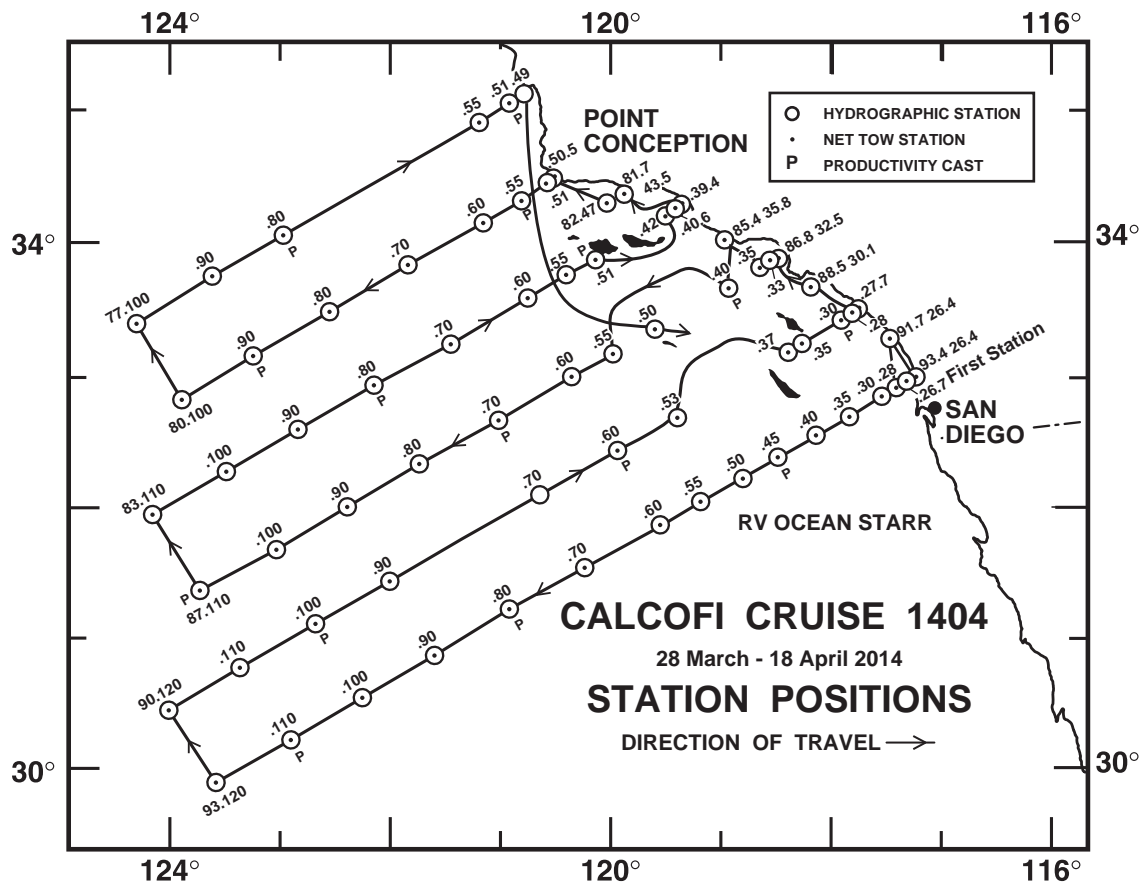 124°
120°
116°
.55
.51
.49
P
POINT
CONCEPTION
HYDROGRAPHIC STATION
NET TOW STATION
P PRODUCTIVITY CAST
.50.5
81.7
43.5
.39.4
.80
P
.55
P
.51
82.47
.42
.40.6
85.4 35.8
34°
34°
.90
.60
.70
P
.55
.51
.40
P
.35
.33
86.8 32.5
88.5 30.1
77.100
.80
.60
.50
.30
P
.27.7
.28
.90
P
.70
.55
.37
.35
91.7 26.4
80.100
.80
P
.60
93.4 26.4
First Station
.26.7
.28
.30
.35
SAN
DIEGO
.90
.70
P
.53
.40
.100
.80
.60
P
.45
P
83.110
.90
.70
.50
.55
.60
RV OCEAN STARR
P
87.110
.100
.90
.70
.100
P
.80
P
CALCOFI CRUISE 1404
28 March - 18 April 2014
.110
.90
STATION POSITIONS
90.120
.100
DIRECTION OF TRAVEL
.110
P
93.120
30°
30°
124°
120°
116°